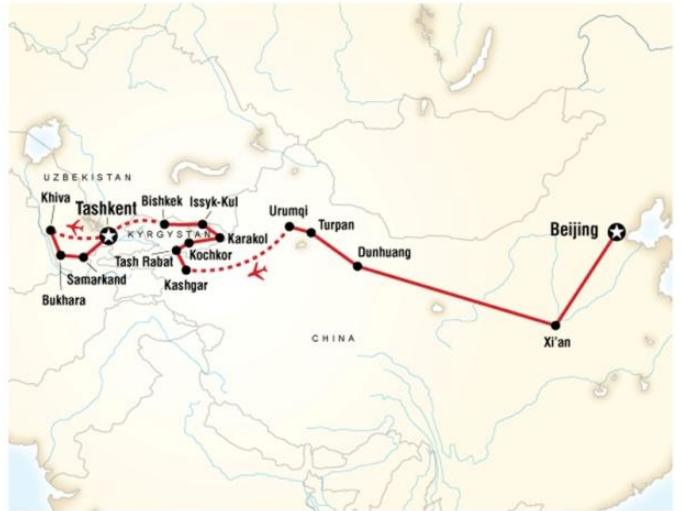 UZBEKISTAN
Khiva
Tashkent
Bishkek
Issyk-Kul
KYRGYSTAN
Karakol
Kochkor
Tash Rabat
Samarkand
Bukhara
Kashgar
Urumqi
Turpan
Dunhuang
Beijing
Xi'an
CHINA